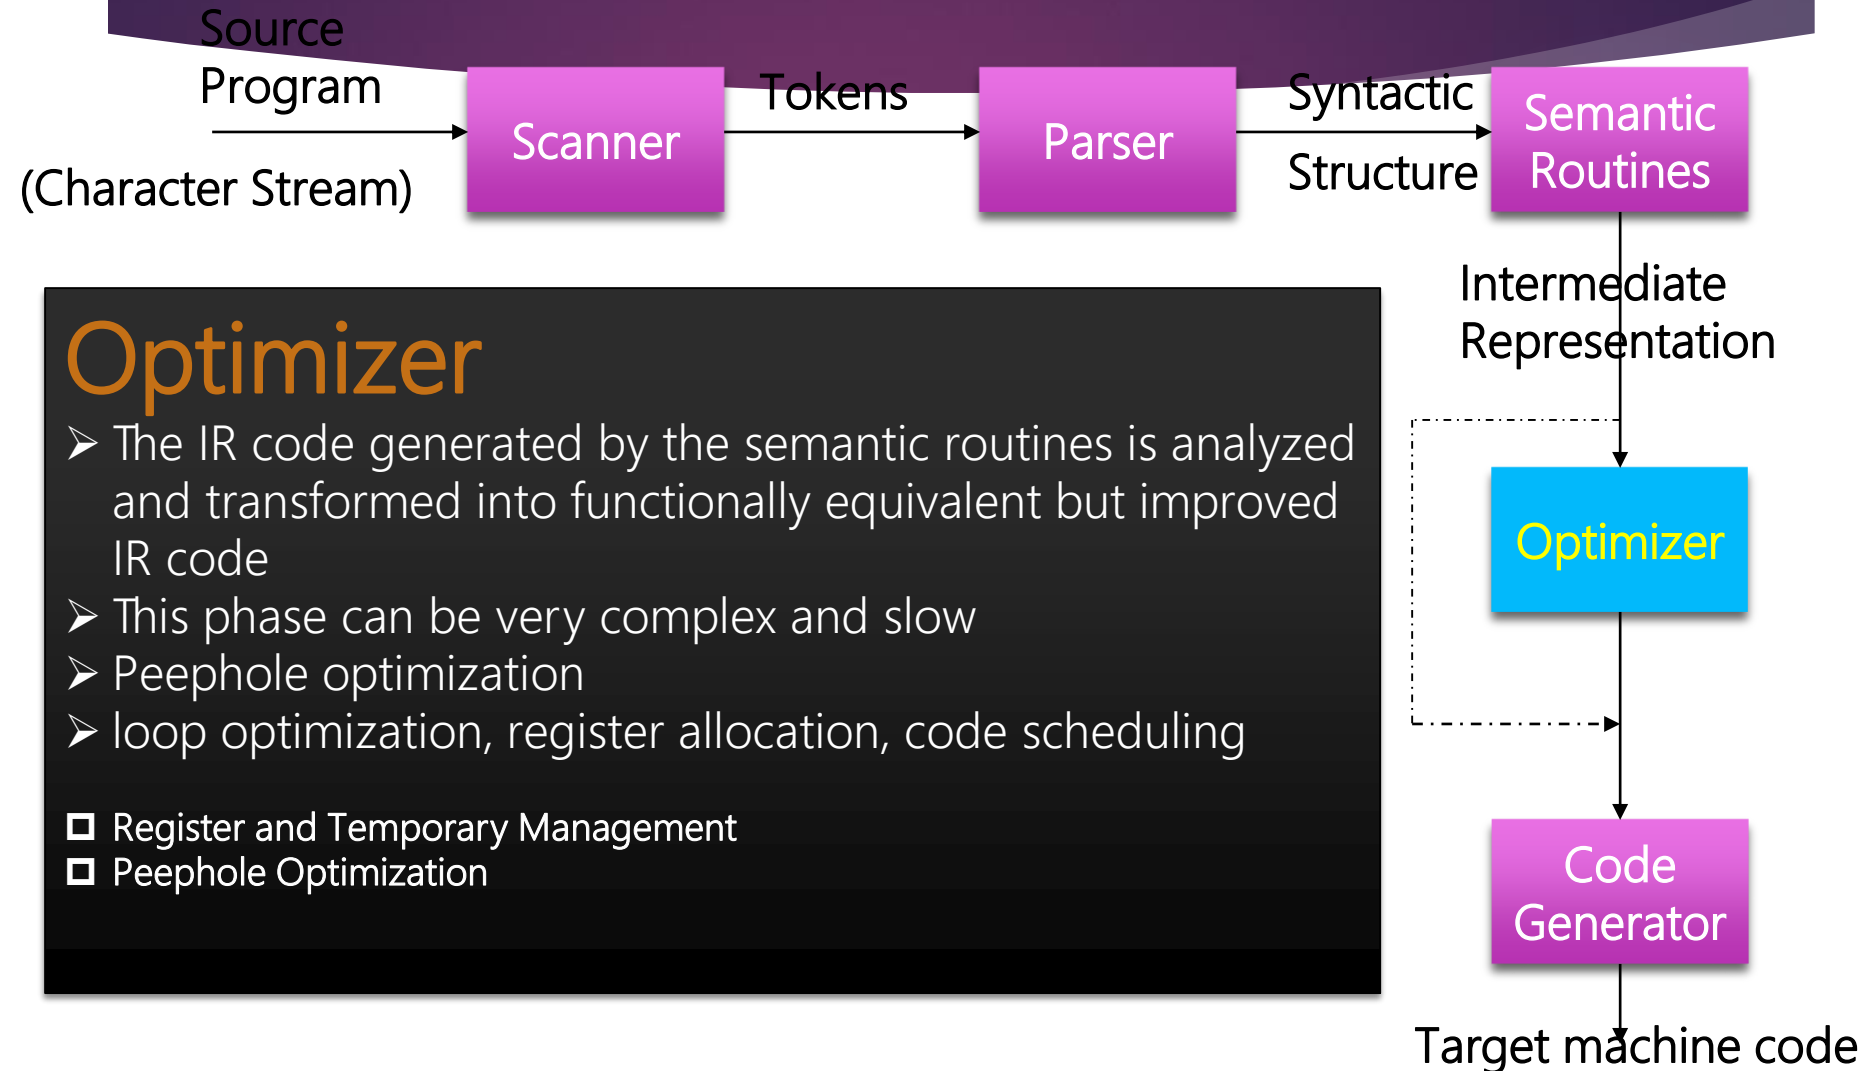 Source
Program
(Character Stream)
Scanner
Tokens
Parser
Syntactic
Structure
Semantic
Routines
Intermediate
Representation
Optimizer
➢ The IR code generated by the semantic routines is analyzed
and transformed into functionally equivalent but improved
IR code
➢ This phase can be very complex and slow
➢ Peephole optimization
➢ loop optimization, register allocation, code scheduling
❑ Register and Temporary Management
❑ Peephole Optimization
Optimizer
Code
Generator
Target machine code